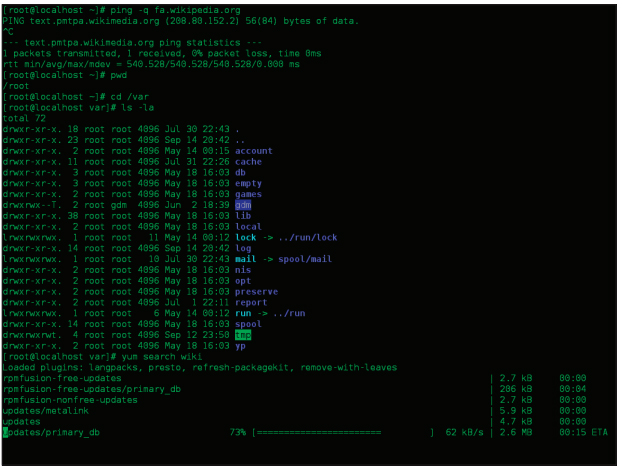 [root@localhost ~]# ping -q fa.wikipedia.org
PING text.pmtpa.wikimedia.org (208.80.152.2) 56(84) bytes of data.
^C
--- text.pmtpa.wikimedia.org ping statistics ---
1 packets transmitted, 1 received, 0% packet loss, time 0ms
rtt min/avg/max/mdev = 540.528/540.528/540.528/0.000 ms
[root@localhost ~]# pwd
/root
[root@localhost ~]# cd /var
[root@localhost var]# ls -la
total 72
drwxr-xr-x. 18 root root 4096 Jul 30 22:43 .
drwxr-xr-x. 23 root root 4096 Sep 14 20:42 ..
drwxr-xr-x. 2 root root 4096 May 14 00:15 account
drwxr-xr-x. 11 root root 4096 Jul 31 22:26 cache
drwxr-xr-x. 3 root root 4096 May 18 16:03 db
drwxr-xr-x. 3 root root 4096 May 18 16:03 empty
drwxr-xr-x. 2 root root 4096 May 18 16:03 games
drwxrwx--T. 2 root gdm 4096 Jun 2 18:39 gdm
drwxr-xr-x. 38 root root 4096 May 18 16:03 lib
drwxr-xr-x. 2 root root 4096 May 18 16:03 local
lrwxrwxrwx. 1 root root 11 May 14 00:12 lock -> ../run/lock
drwxr-xr-x. 14 root root 4096 Sep 14 20:42 log
lrwxrwxrwx. 1 root root 10 Jul 30 22:43 mail -> spool/mail
drwxr-xr-x. 2 root root 4096 May 18 16:03 nis
drwxr-xr-x. 2 root root 4096 May 18 16:03 opt
drwxr-xr-x. 2 root root 4096 May 18 16:03 preserve
drwxr-xr-x. 2 root root 4096 Jul 1 22:11 report
lrwxrwxrwx. 1 root root 6 May 14 00:12 run -> ../run
drwxr-xr-x. 14 root root 4096 May 18 16:03 spool
drwxrwxrwt. 4 root root 4096 Sep 12 23:50 tmp
drwxr-xr-x. 2 root root 4096 May 18 16:03 yp
[root@localhost var]# yum search wiki
Loaded plugins: langpacks, presto, refresh-packagekit, remove-with-leaves
rpmfusion-free-updates | 2.7 kB 00:00
rpmfusion-free-updates/primary_db | 206 kB 00:04
rpmfusion-nonfree-updates | 2.7 kB 00:00
updates/metalink | 5.9 kB 00:00
updates | 4.7 kB 00:00
updates/primary_db 73% [======================= ] 62 kB/s | 2.6 MB 00:15 ETA